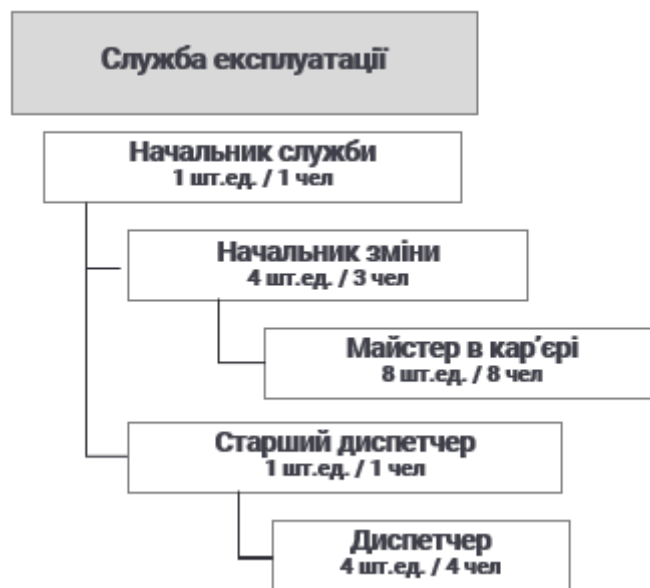 Служба експлуатації
Начальник служби
1 шт.ед. / 1 чел
Начальник зміни
4 шт.ед. / 3 чел
Майстер в кар’єрі
8 шт.ед. / 8 чел
Старший диспетчер
1 шт.ед. / 1 чел
Диспетчер
4 шт.ед. / 4 чел